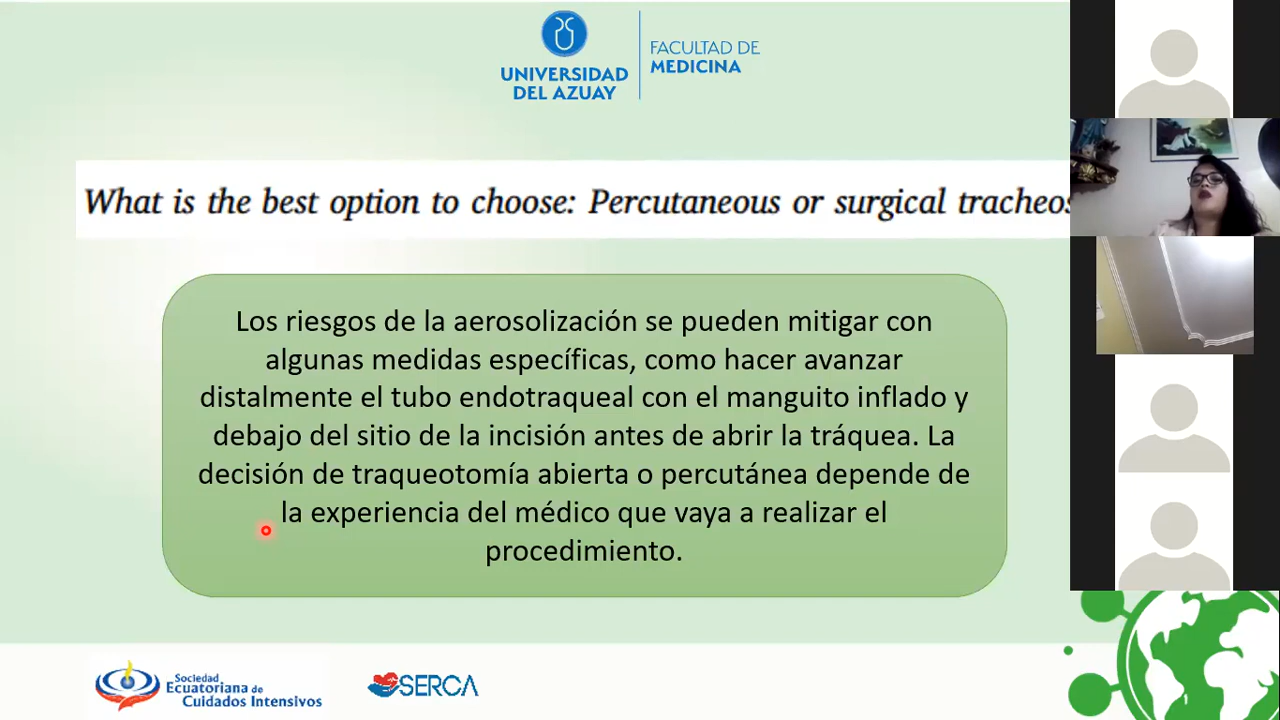 UNIVERSIDAD
DEL AZUAY
FACULTAD DE
MEDICINA
What is the best option to choose: Percutaneous or surgical
Los riesgos de la aerosolización se pueden mitigar con
algunas medidas específicas, como hacer avanzar
distalmente el tubo endotraqueal con el manguito inflado y
debajo del sitio de la incisión antes de abrir la tráquea. La
decisión de traqueotomía abierta o percutánea depende de
la experiencia del médico que vaya a realizar el
procedimiento.
Sociedad
Ecuatoriana de
Cuidados Intensivos
SERCA